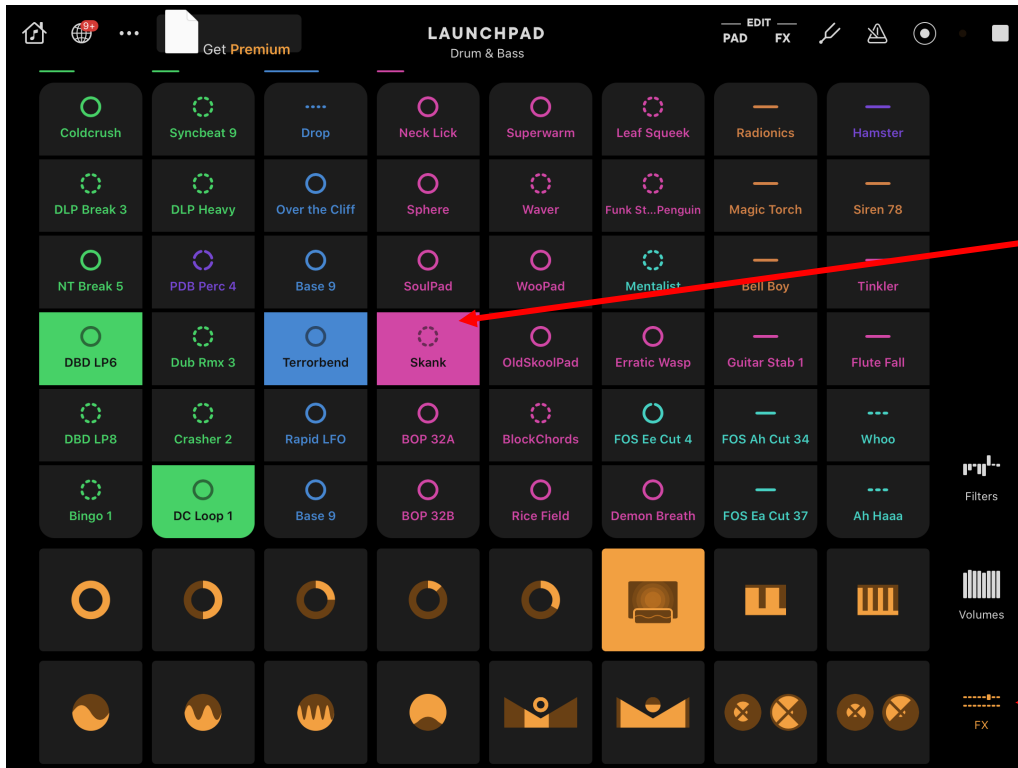 9+
Get Premium
LAUNCHPAD
Drum & Bass
EDIT
PAD FX
Coldcrush Syncbeat 9 Drop Neck Lick Superwarm Leaf Squeek Radionics Hamster
DLP Break 3 DLP Heavy Over the Cliff Sphere Waver Funk St...Penguin Magic Torch Siren 78
NT Break 5 PDB Perc 4 Base 9 SoulPad WooPad Mentalist Bell Boy Tinkler
DBD LP6 Dub Rmx 3 Terrorbend Skank OldSkoolPad Erratic Wasp Guitar Stab 1 Flute Fall
DBD LP8 Crasher 2 Rapid LFO BOP 32A BlockChords FOS Ee Cut 4 FOS Ah Cut 34 Whoo
Filters
Bingo 1 DC Loop 1 Base 9 BOP 32B Rice Field Demon Breath FOS Ea Cut 37 Ah Haaa
Volumes
FX